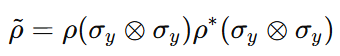 ρ̃ = ρ(σ_y ⊗ σ_y)ρ*(σ_y ⊗ σ_y)